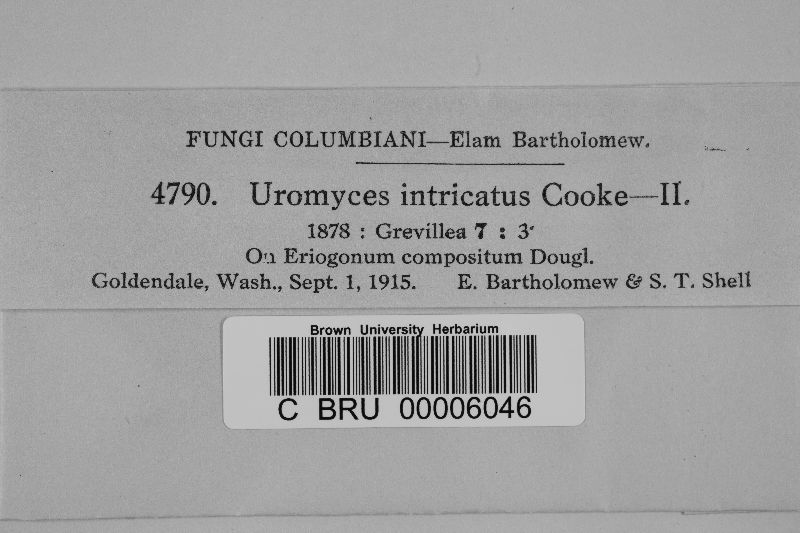 FUNGI COLUMBIANI—Elam Bartholomew.
4790. Uromyces intricatus Cooke—II.
1878 : Grevillea 7 : 3
On Eriogonum compositum Dougl.
Goldendale, Wash., Sept. 1, 1915. E. Bartholomew & S. T. Shell
Brown University Herbarium
C BRU 00006046